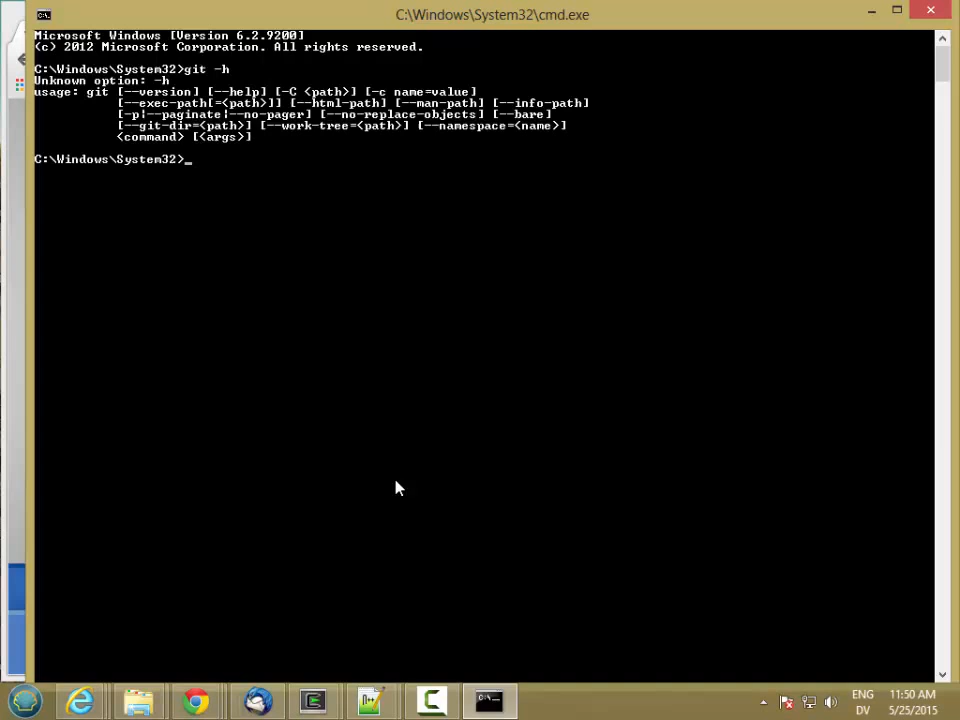 C:\Windows\System32\cmd.exe
Microsoft Windows [Version 6.2.9200]
(c) 2012 Microsoft Corporation. All rights reserved.
C:\Windows\System32>git -h
Unknown option: -h
usage: git [--version] [--help] [-C <path>] [-c name=value]
[--exec-path[=<path>]] [--html-path] [--man-path] [--info-path]
[-p¦--paginate¦--no-pager] [--no-replace-objects] [--bare]
[--git-dir=<path>] [--work-tree=<path>] [--namespace=<name>]
<command> [<args>]
C:\Windows\System32>_
ENG 11:50 AM
DV 5/25/2015